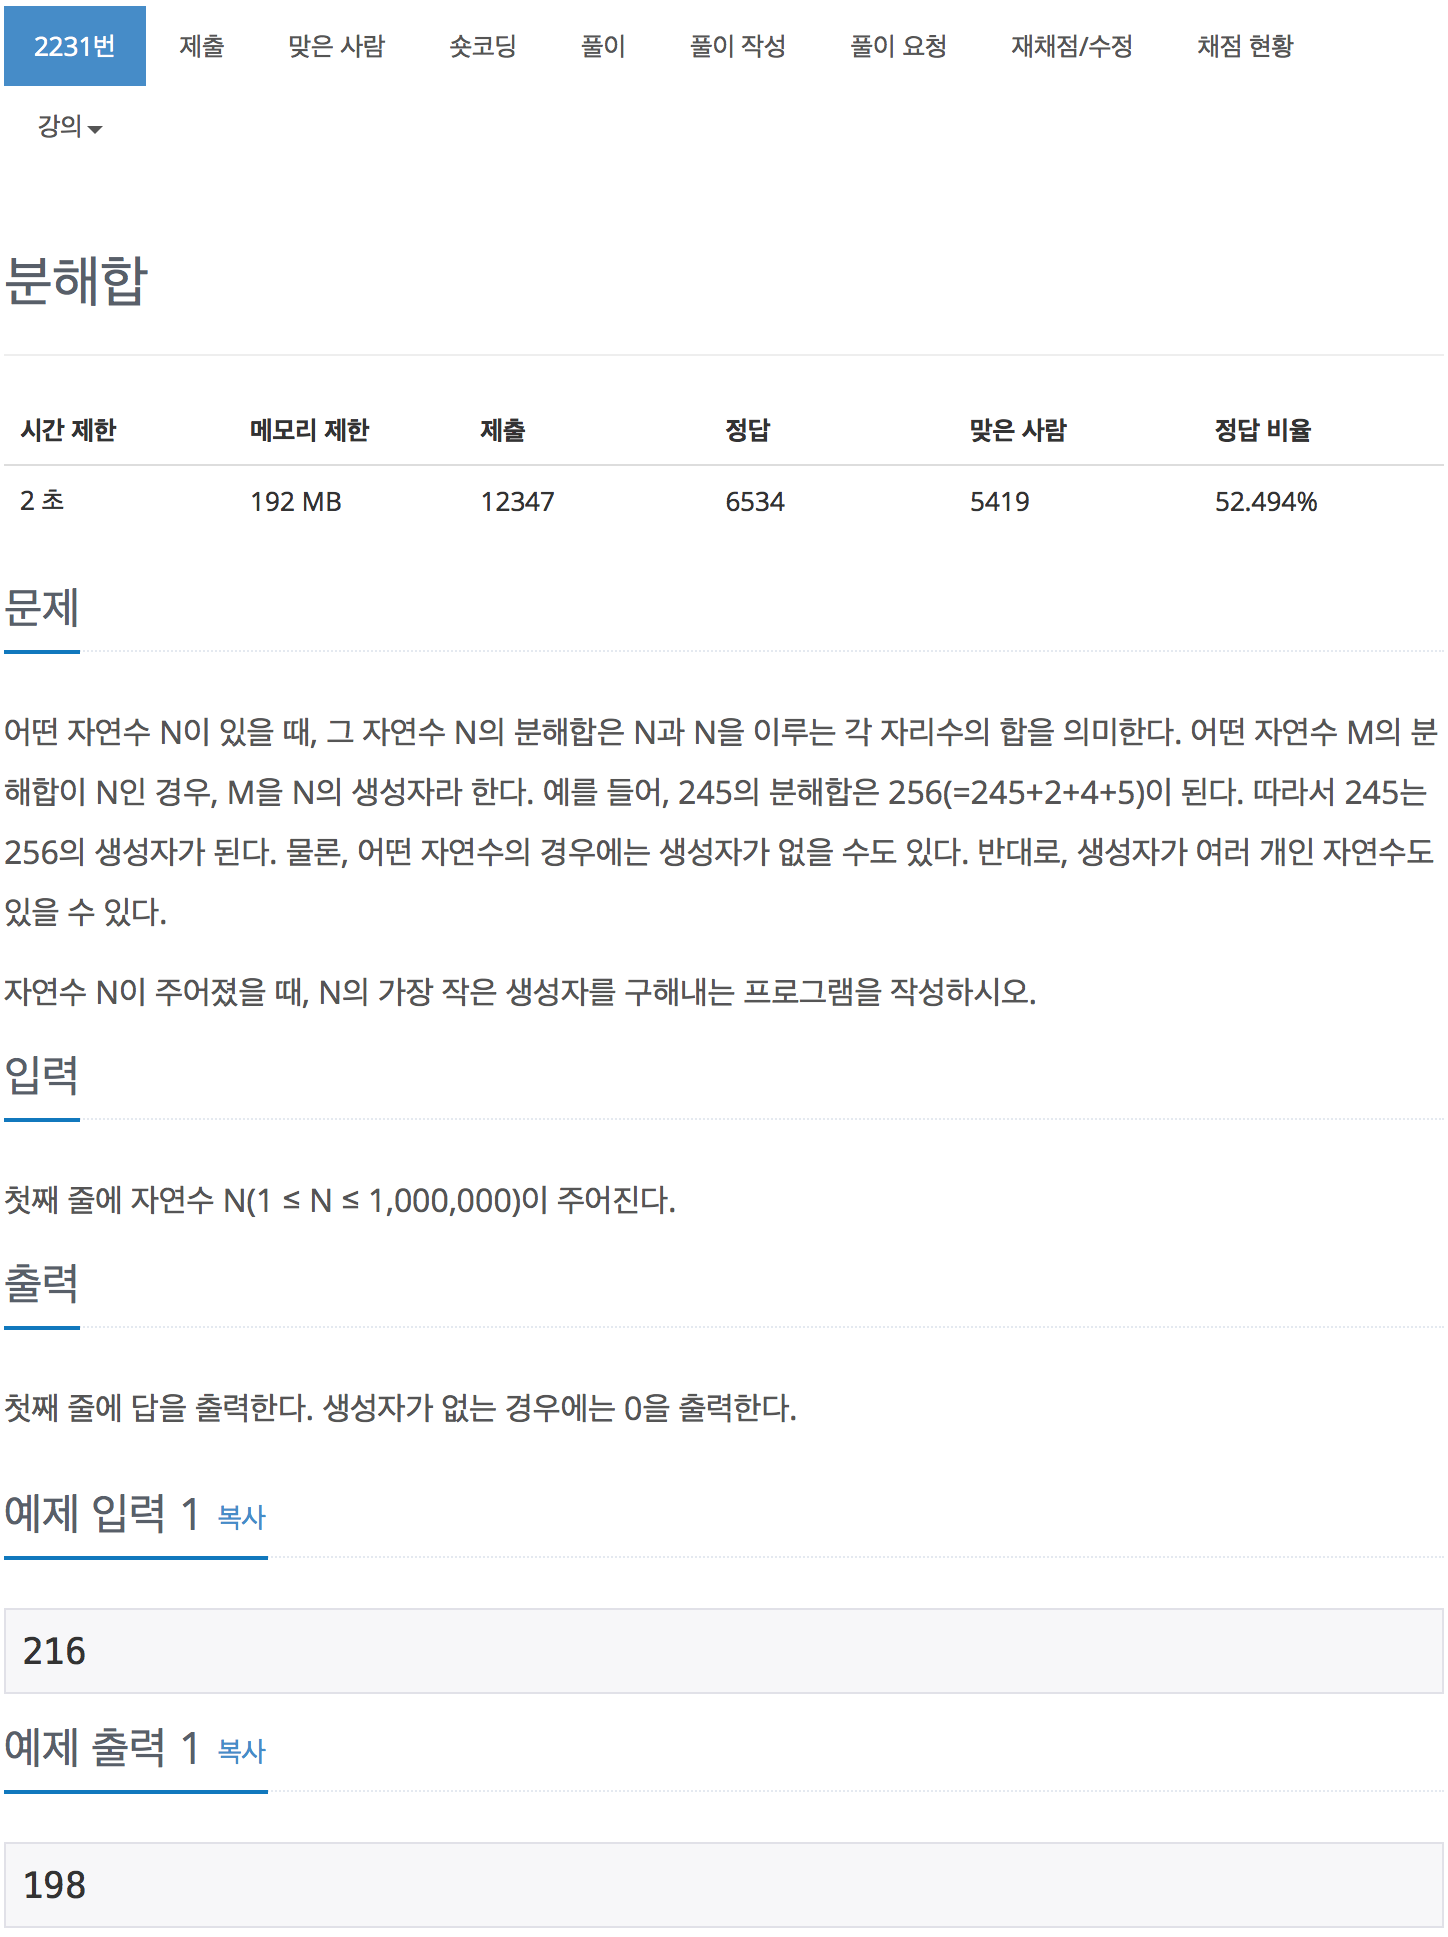 2231번 제출 맞은 사람 숏코딩 풀이 풀이 작성 풀이 요청 재채점/수정 채점 현황
강의
분해합
시간 제한 메모리 제한 제출 정답 맞은 사람 정답 비율
2 초 192 MB 12347 6534 5419 52.494%
문제
어떤 자연수 N이 있을 때, 그 자연수 N의 분해합은 N과 N을 이루는 각 자리수의 합을 의미한다. 어떤 자연수 M의 분
해합이 N인 경우, M을 N의 생성자라 한다. 예를 들어, 245의 분해합은 256(=245+2+4+5)이 된다. 따라서 245는
256의 생성자가 된다. 물론, 어떤 자연수의 경우에는 생성자가 없을 수도 있다. 반대로, 생성자가 여러 개인 자연수도
있을 수 있다.
자연수 N이 주어졌을 때, N의 가장 작은 생성자를 구해내는 프로그램을 작성하시오.
입력
첫째 줄에 자연수 N(1 ≤ N ≤ 1,000,000)이 주어진다.
출력
첫째 줄에 답을 출력한다. 생성자가 없는 경우에는 0을 출력한다.
예제 입력 1 복사
216
예제 출력 1 복사
198